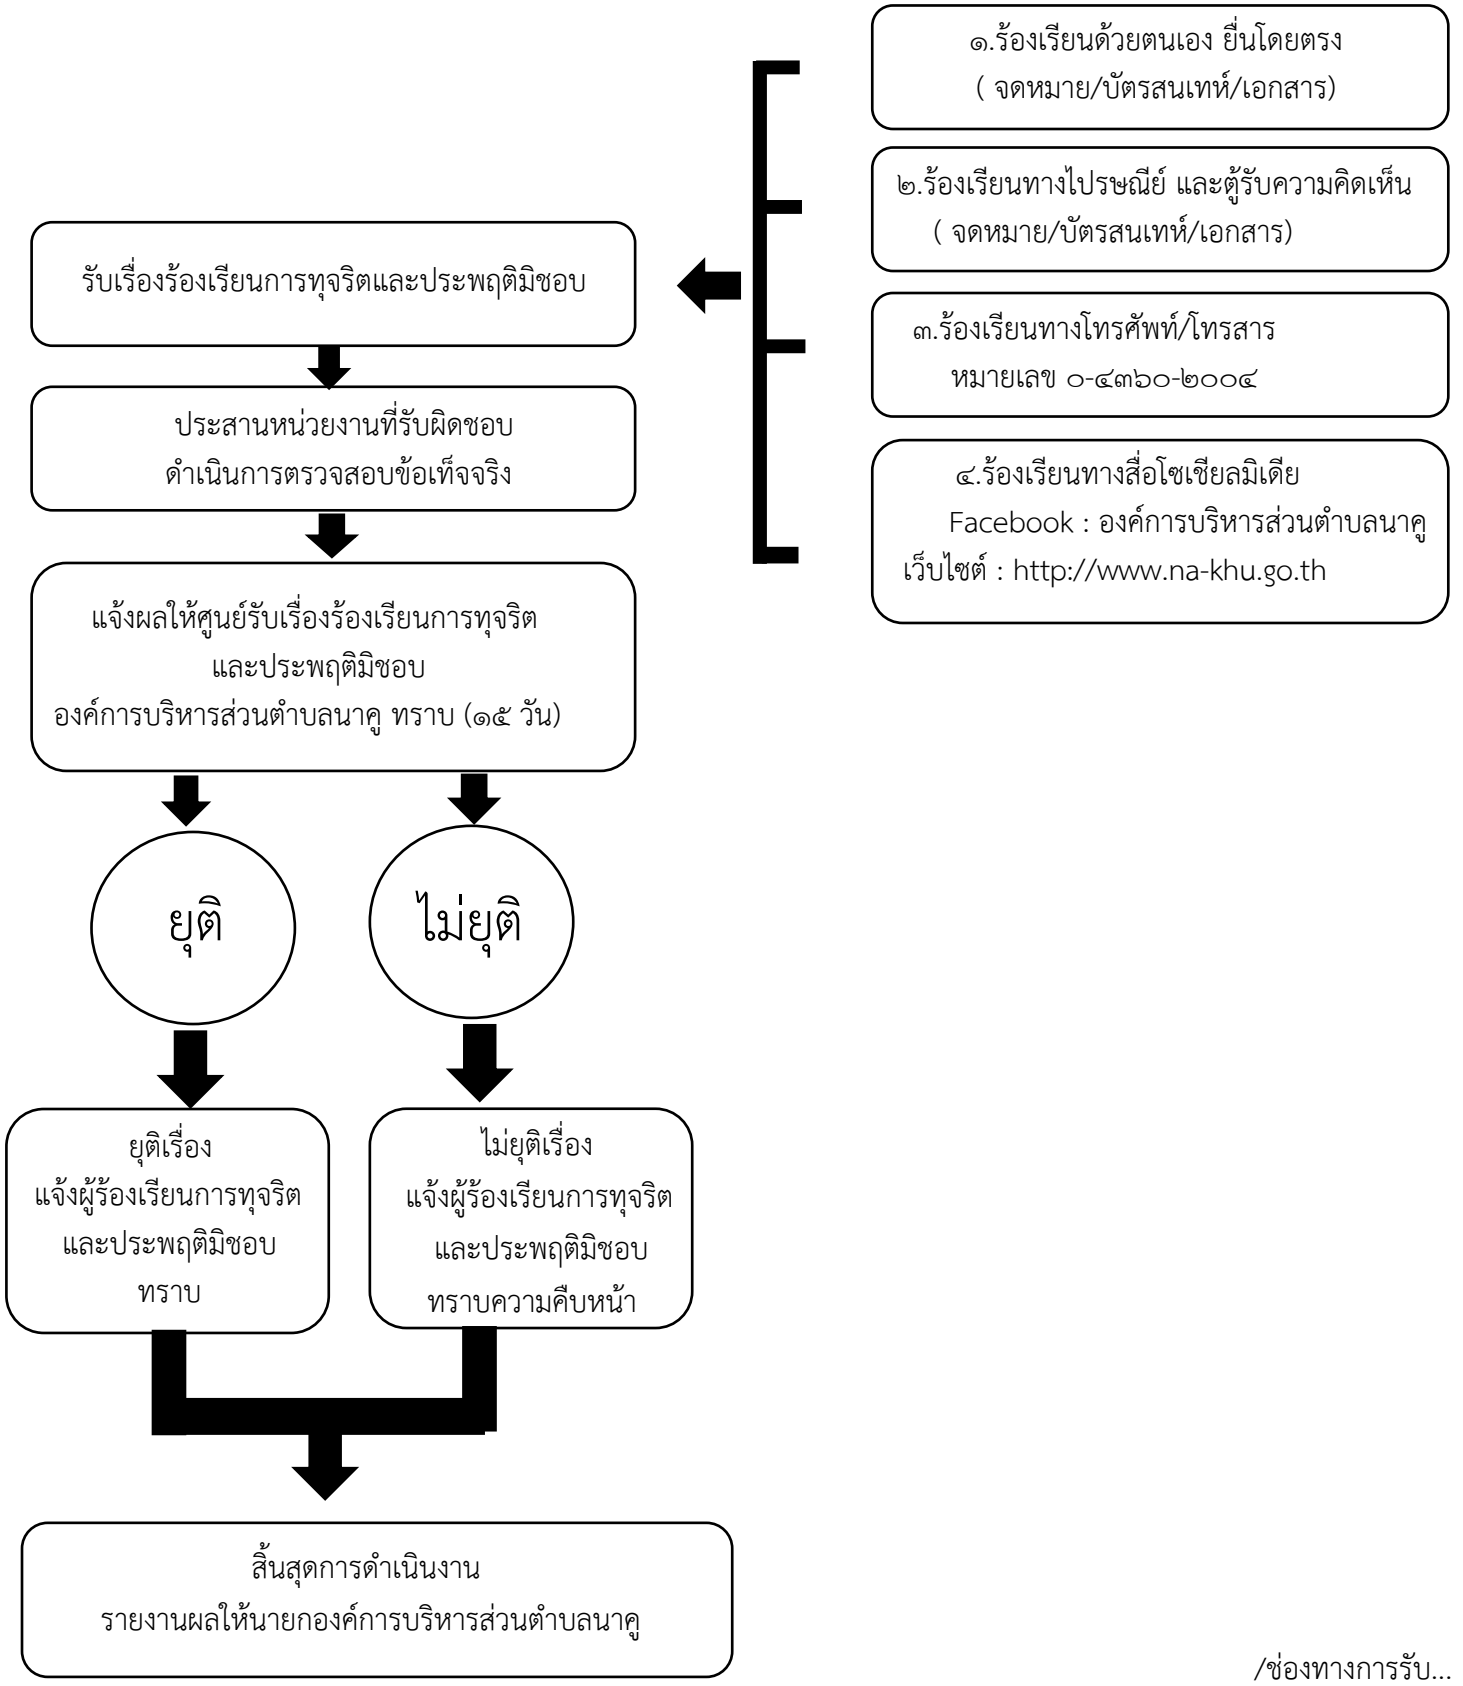 ๑.ร้องเรียนด้วยตนเอง ยื่นโดยตรง
( จดหมาย/บัตรสนเท่ห์/เอกสาร)
๒.ร้องเรียนทางไปรษณีย์ และตู้รับความคิดเห็น
( จดหมาย/บัตรสนเท่ห์/เอกสาร)
๓.ร้องเรียนทางโทรศัพท์/โทรสาร
หมายเลข ๐-๔๓๖๐-๒๐๐๔
๔.ร้องเรียนทางสื่อโซเชียลมิเดีย
Facebook : องค์การบริหารส่วนตำบลนาคู
เว็บไซต์ : http://www.na-khu.go.th
รับเรื่องร้องเรียนการทุจริตและประพฤติมิชอบ
ประสานหน่วยงานที่รับผิดชอบ
ดำเนินการตรวจสอบข้อเท็จจริง
แจ้งผลให้ศูนย์รับเรื่องร้องเรียนการทุจริต
และประพฤติมิชอบ
องค์การบริหารส่วนตำบลนาคู ทราบ (๑๕ วัน)
ยุติ
ไม่ยุติ
ยุติเรื่อง
แจ้งผู้ร้องเรียนการทุจริต
และประพฤติมิชอบ
ทราบ
ไม่ยุติเรื่อง
แจ้งผู้ร้องเรียนการทุจริต
และประพฤติมิชอบ
ทราบความคืบหน้า
สิ้นสุดการดำเนินงาน
รายงานผลให้นายกองค์การบริหารส่วนตำบลนาคู
/ช่องทางการรับ...